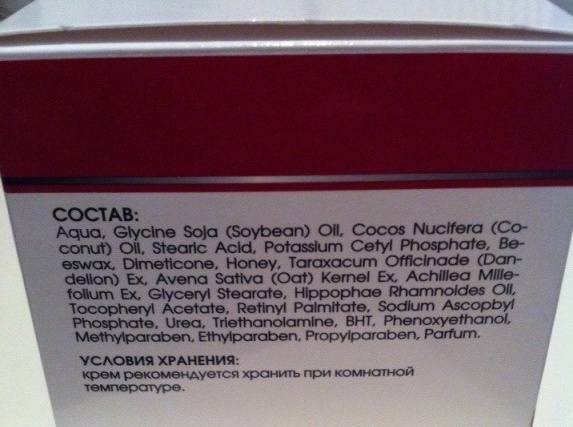 СОСТАВ:
Aqua, Glycine Soja (Soybean) Oil, Cocos Nucifera (Co-
conut) Oil, Stearic Acid, Potassium Cetyl Phosphate, Be-
eswax, Dimeticone, Honey, Taraxacum Officinade (Dan-
delion) Ex, Avena Sativa (Oat) Kernel Ex, Achillea Mille-
folium Ex, Glyceryl Stearate, Hippophae Rhamnoides Oil,
Tocopheryl Acetate, Retinyl Palmitate, Sodium Ascopbyl
Phosphate, Urea, Triethanolamine, BHT, Phenoxyethanol,
Methylparaben, Ethylparaben, Propylparaben, Parfum.
УСЛОВИЯ ХРАНЕНИЯ:
крем рекомендуется хранить при комнатной
температуре.